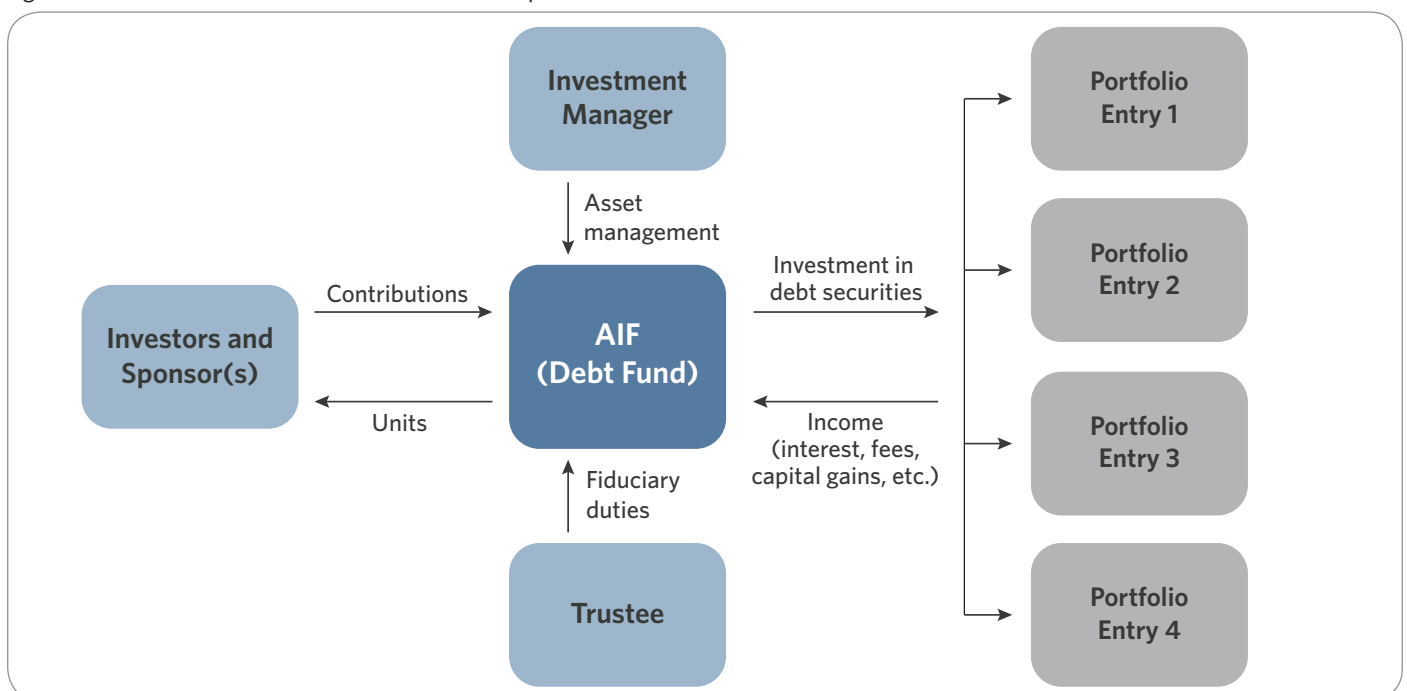 Investment
Manager
Asset
management
Investors and
Sponsor(s)
Contributions
Units
AIF
(Debt Fund)
Fiduciary
duties
Trustee
Investment in
debt securities
Income
(interest, fees,
capital gains, etc.)
Portfolio
Entry 1
Portfolio
Entry 2
Portfolio
Entry 3
Portfolio
Entry 4